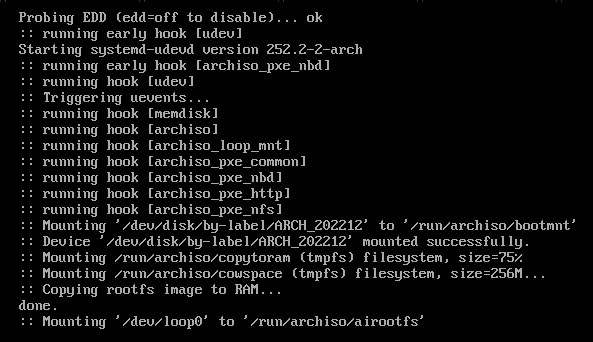 Probing EDD (edd=off to disable)... ok
:: running early hook [udev]
Starting systemd-udevd version 252.2-2-arch
:: running early hook [archiso_pxe_nbd]
:: running hook [udev]
:: Triggering uevents...
:: running hook [memdisk]
:: running hook [archiso]
:: running hook [archiso_loop_mnt]
:: running hook [archiso_pxe_common]
:: running hook [archiso_pxe_nbd]
:: running hook [archiso_pxe_http]
:: running hook [archiso_pxe_nfs]
:: Mounting '/dev/disk/by-label/ARCH_202212' to '/run/archiso/bootmnt'
:: Device '/dev/disk/by-label/ARCH_202212' mounted successfully.
:: Mounting /run/archiso/copytoram (tmpfs) filesystem, size=75%
:: Mounting /run/archiso/cowspace (tmpfs) filesystem, size=256M...
:: Copying rootfs image to RAM...
done.
:: Mounting '/dev/loop0' to '/run/archiso/airootfs'